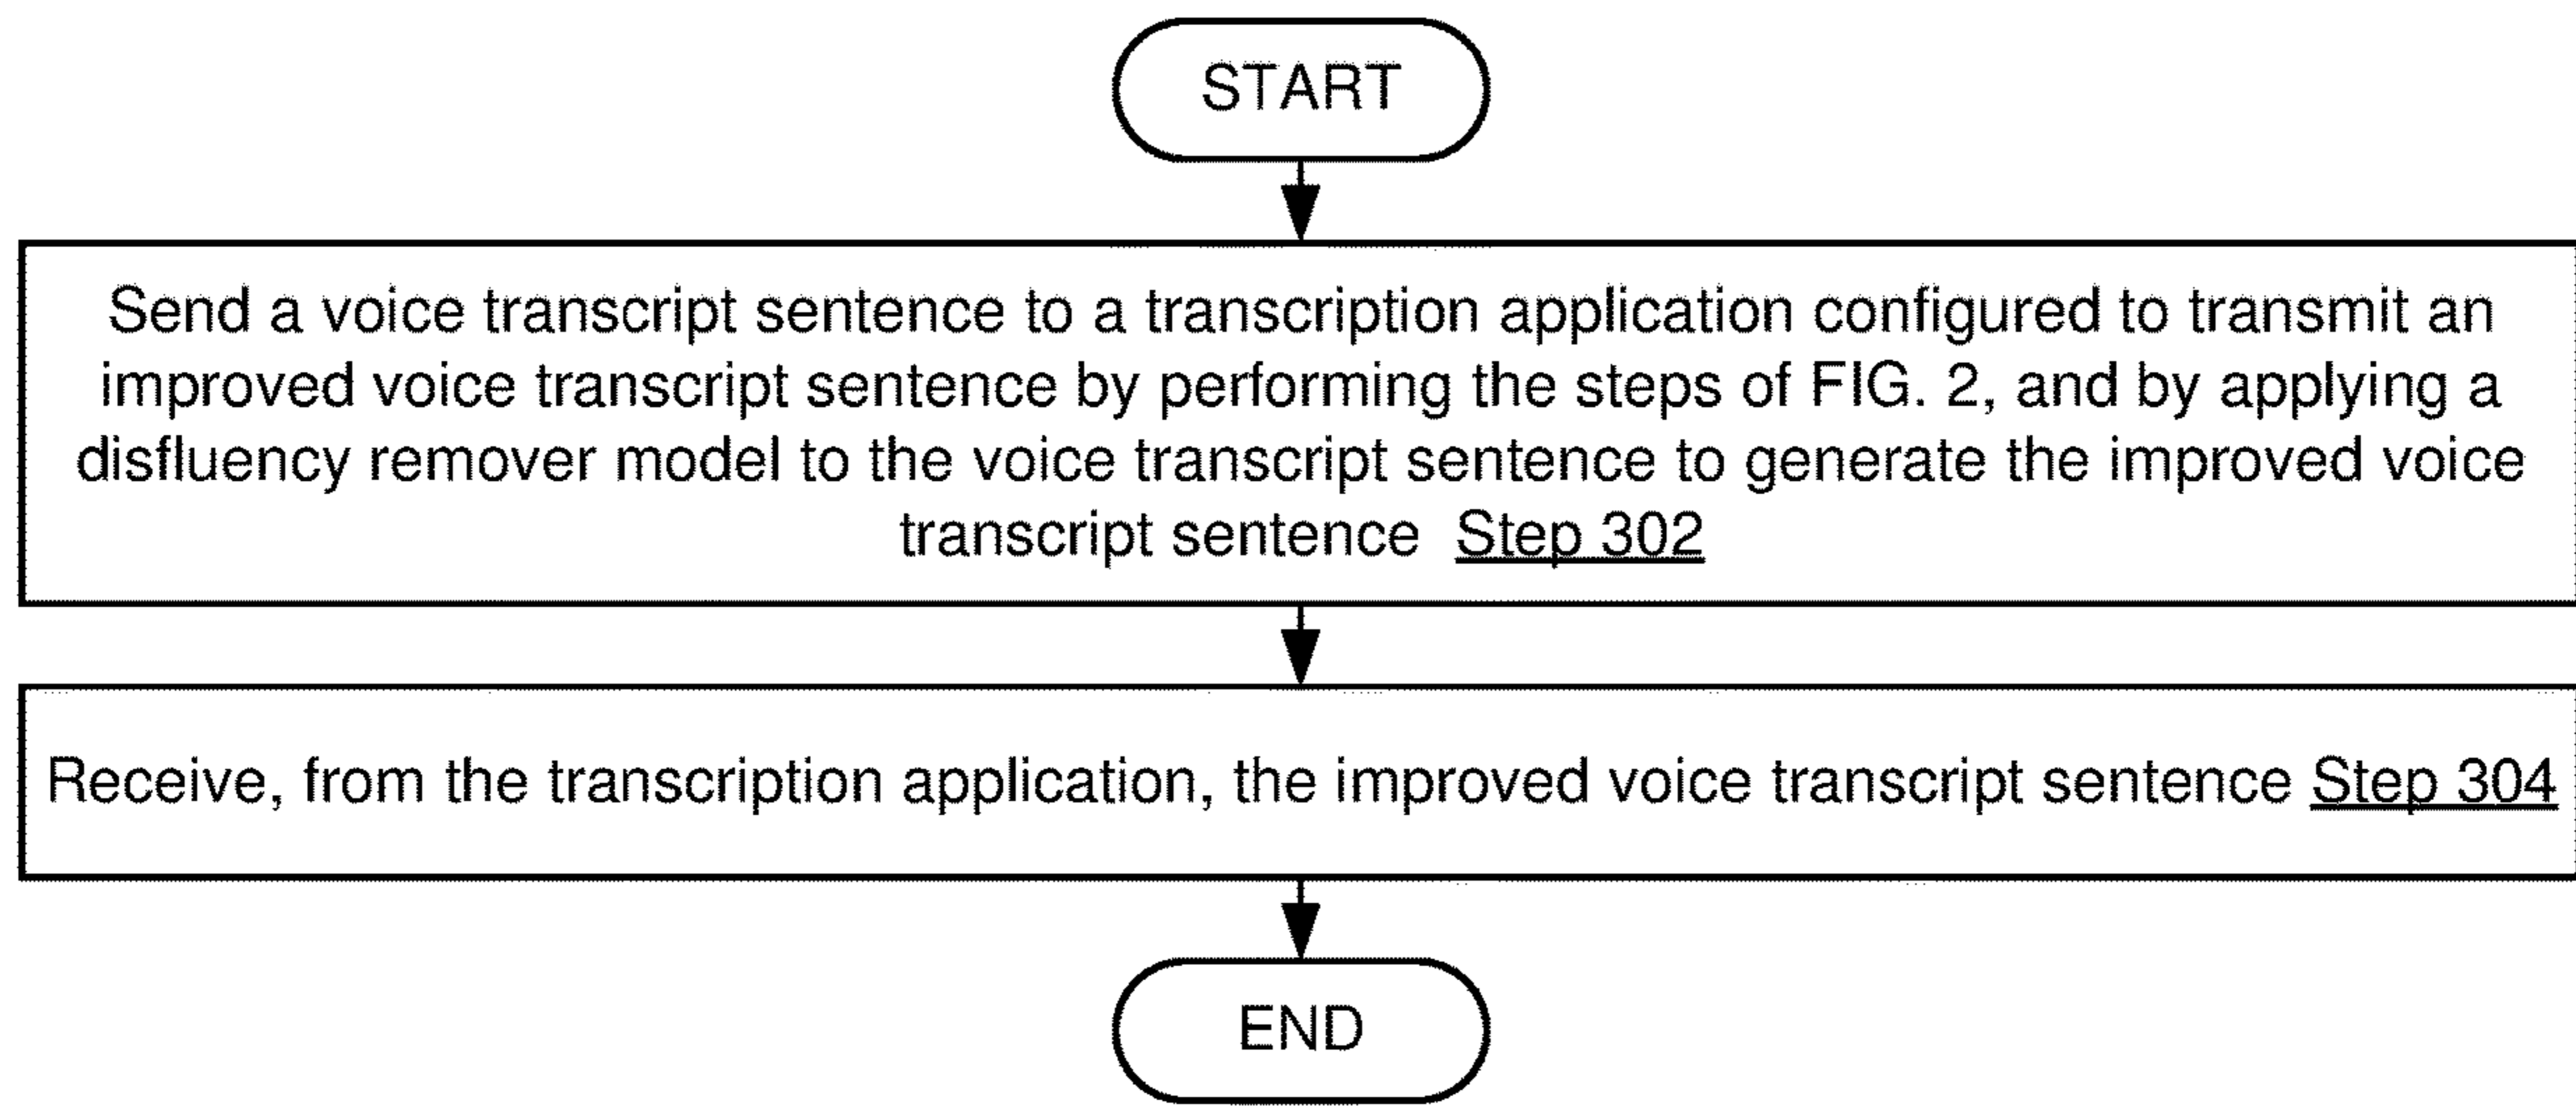 START
Send a voice transcript sentence to a transcription application configured to transmit an
improved voice transcript sentence by performing the steps of FIG. 2, and by applying a
disfluency remover model to the voice transcript sentence to generate the improved voice
transcript sentence Step 302
Receive, from the transcription application, the improved voice transcript sentence Step 304
END